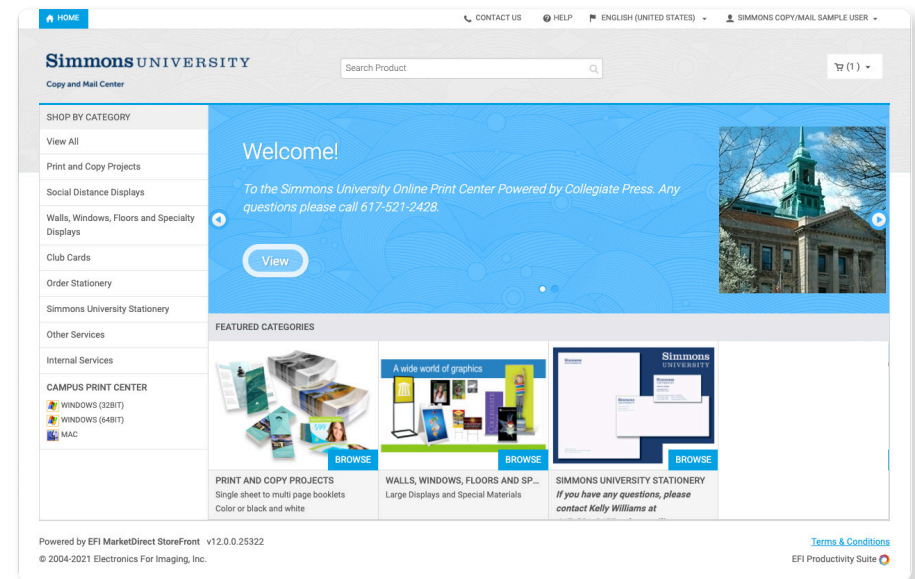 HOME
CONTACT US
HELP
ENGLISH (UNITED STATES)
SIMMONS COPY/MAIL SAMPLE USER
Simmons UNIVERSITY
Copy and Mail Center
Search Product
(1)
SHOP BY CATEGORY
View All
Print and Copy Projects
Social Distance Displays
Walls, Windows, Floors and Specialty
Displays
Club Cards
Order Stationery
Simmons University Stationery
Other Services
Internal Services
CAMPUS PRINT CENTER
WINDOWS (32BIT)
WINDOWS (64BIT)
MAC
Welcome!
To the Simmons University Online Print Center Powered by Collegiate Press. Any
questions please call 617-521-2428.
View
FEATURED CATEGORIES
BROWSE
PRINT AND COPY PROJECTS
Single sheet to multi page booklets
Color or black and white
A wide world of graphics
BROWSE
WALLS, WINDOWS, FLOORS AND SP...
Large Displays and Special Materials
Simmons
UNIVERSITY
BROWSE
SIMMONS UNIVERSITY STATIONERY
If you have any questions, please
contact Kelly Williams at
Powered by EFI MarketDirect StoreFront v12.0.0.25322
© 2004-2021 Electronics For Imaging, Inc.
Terms & Conditions
EFI Productivity Suite